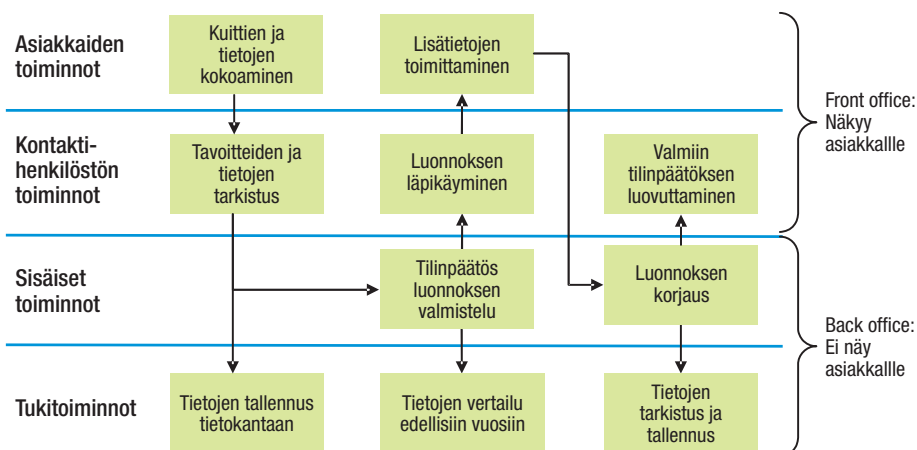 Asiakkaiden
toiminnot
Kuittien ja
tietojen
kokoaminen
Lisätietojen
toimittaminen
Front office:
Näkyy
asiakkallle
Kontakti-
henkilöstön
toiminnot
Tavoitteiden ja
tietojen
tarkistus
Luonnoksen
läpikäyminen
Valmiin
tilinpäätöksen
luovuttaminen
Sisäiset
toiminnot
Tilinpäätös
luonnoksen
valmistelu
Luonnoksen
korjaus
Back office:
Ei näy
asiakkallle
Tukitoiminnot
Tietojen tallennus
tietokantaan
Tietojen vertailu
edellisiin vuosiin
Tietojen
tarkistus ja
tallennus